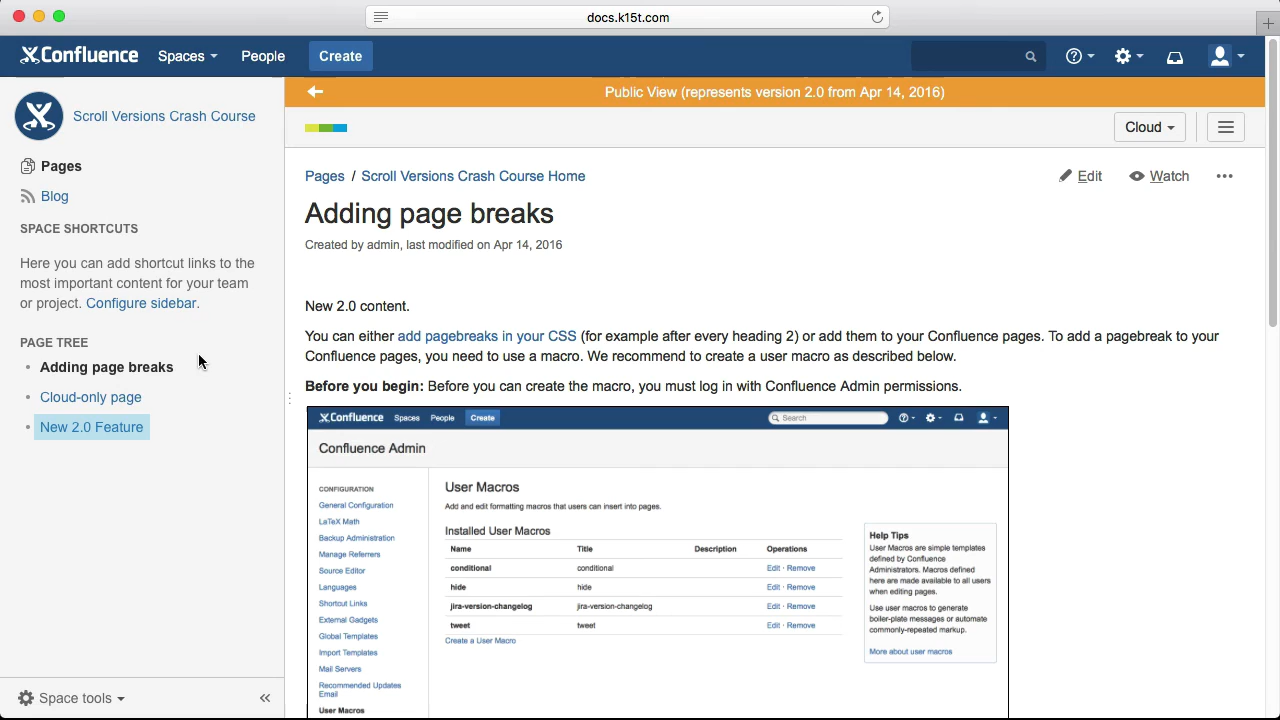 docs.k15t.com
Confluence Spaces People Create
Public View (represents version 2.0 from Apr 14, 2016)
Scroll Versions Crash Course
Cloud
Pages
Blog
SPACE SHORTCUTS
Here you can add shortcut links to the
most important content for your team
or project. Configure sidebar.
PAGE TREE
Adding page breaks
Cloud-only page
New 2.0 Feature
Space tools
Pages / Scroll Versions Crash Course Home
Edit Watch
Adding page breaks
Created by admin, last modified on Apr 14, 2016
New 2.0 content.
You can either add pagebreaks in your CSS (for example after every heading 2) or add them to your Confluence pages. To add a pagebreak to your
Confluence pages, you need to use a macro. We recommend to create a user macro as described below.
Before you begin: Before you can create the macro, you must log in with Confluence Admin permissions.
Confluence Spaces People Create Search
Confluence Admin
CONFIGURATION
General Configuration
LaTeX Math
Backup Administration
Manage Referrers
Source Editor
Languages
Shortcut Links
External Gadgets
Global Templates
Import Templates
Mail Servers
Recommended Updates
Email
User Macros
User Macros
Add and edit formatting macros that users can insert into pages.
Installed User Macros
Name Title Description Operations
conditional conditional Edit · Remove
hide hide Edit · Remove
jira-version-changelog jira-version-changelog Edit · Remove
tweet tweet Edit · Remove
Create a User Macro
Help Tips
User Macros are simple templates
defined by Confluence
Administrators. Macros defined
here are made available to all users
when editing pages.
Use user macros to generate
boiler-plate messages or automate
commonly-repeated markup.
More about user macros